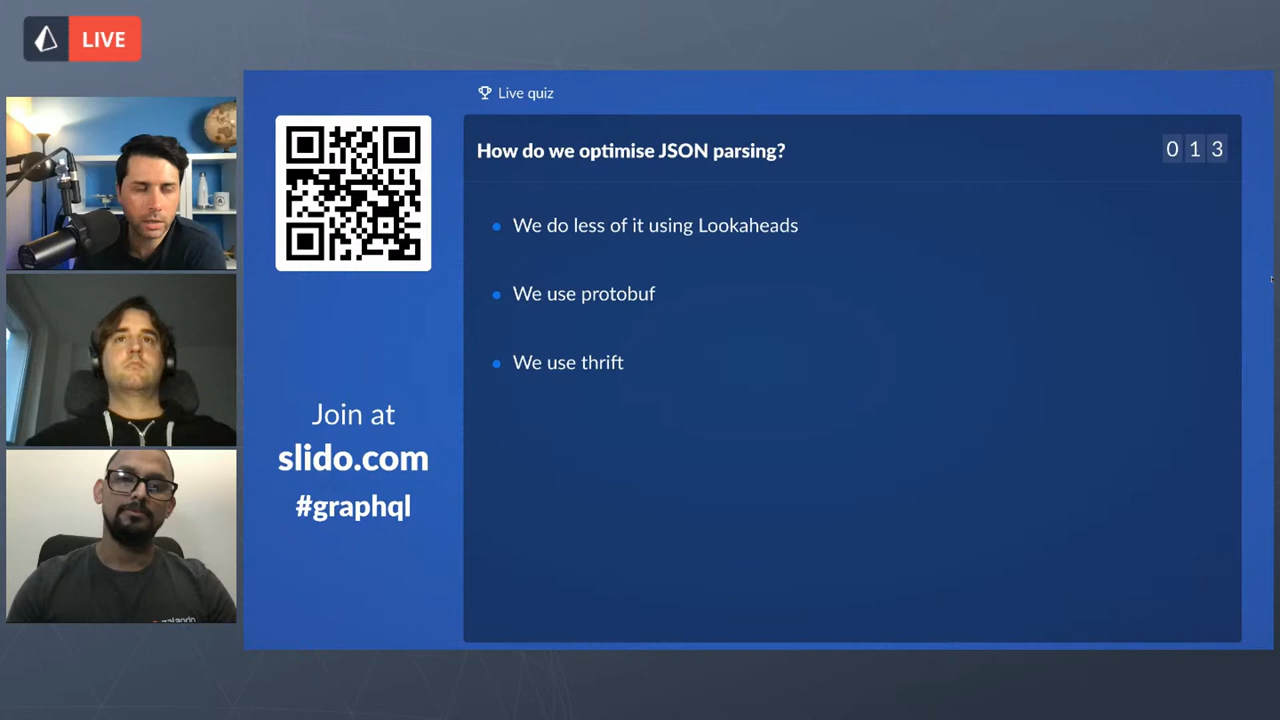 LIVE
Live quiz
How do we optimise JSON parsing?
0 1 3
We do less of it using Lookaheads
We use protobuf
We use thrift
Join at
slido.com
#graphql